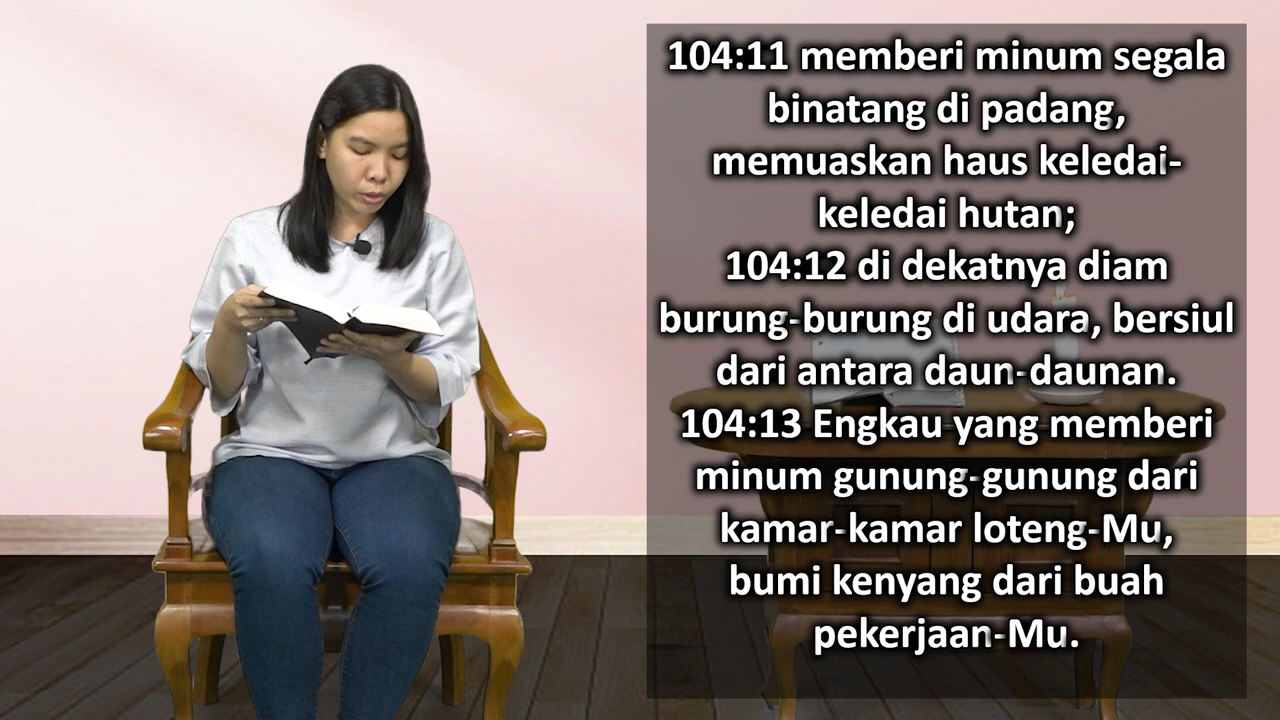 104:11 memberi minum segala
binatang di padang,
memuaskan haus keledai-
keledai hutan;
104:12 di dekatnya diam
burung-burung di udara, bersiul
dari antara daun-daunan.
104:13 Engkau yang memberi
minum gunung-gunung dari
kamar-kamar loteng-Mu,
bumi kenyang dari buah
pekerjaan-Mu.